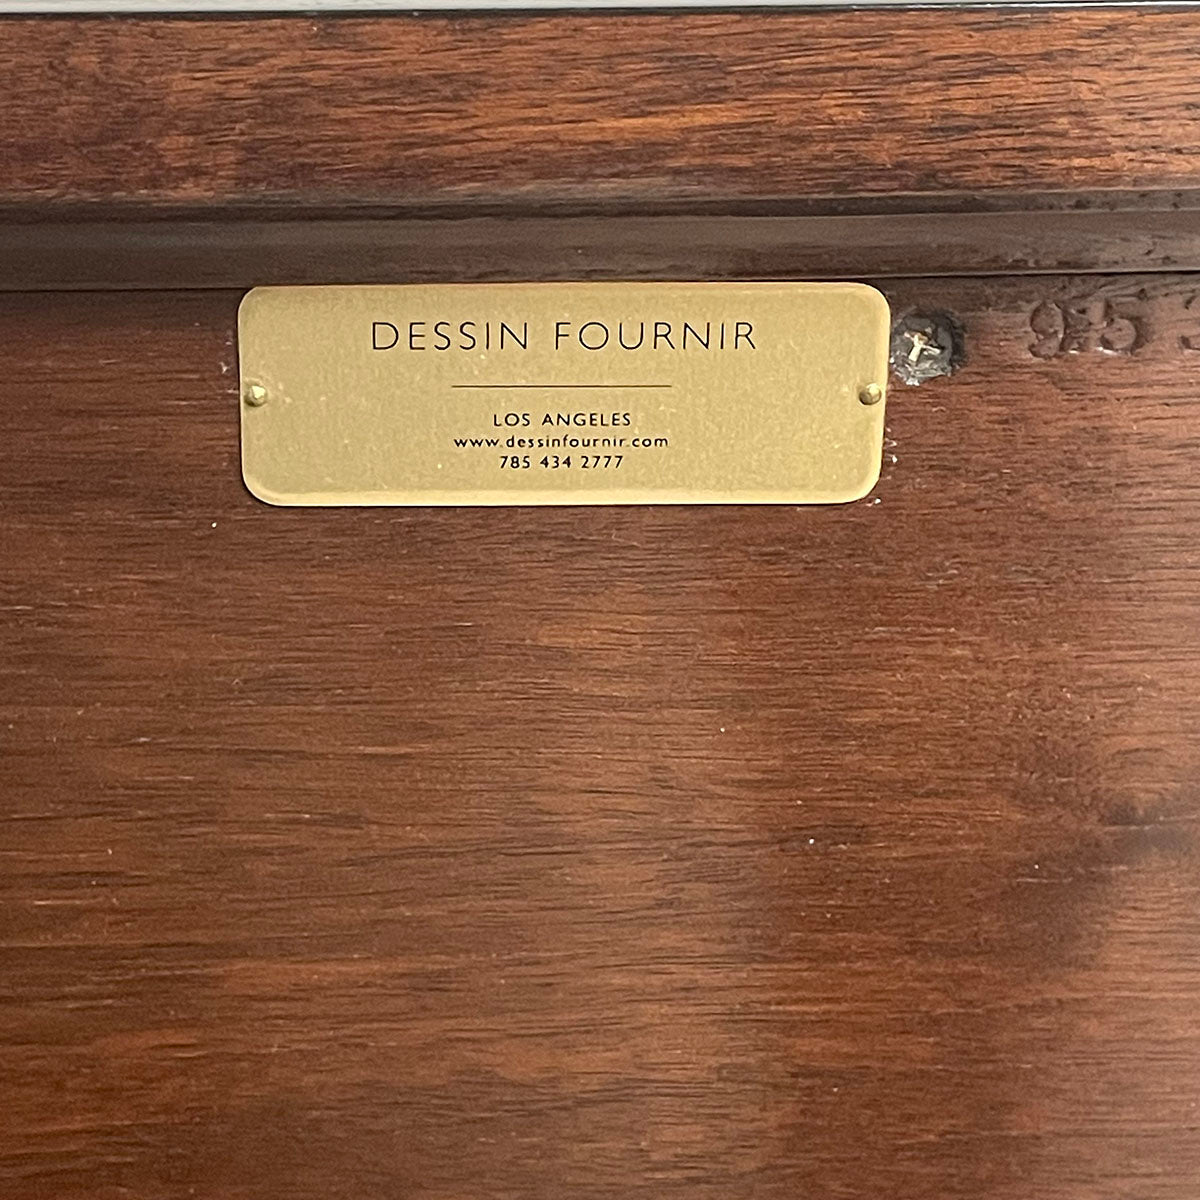 DESSIN FOURNIR
LOS ANGELES
www.dessinfournir.com
785 434 2777